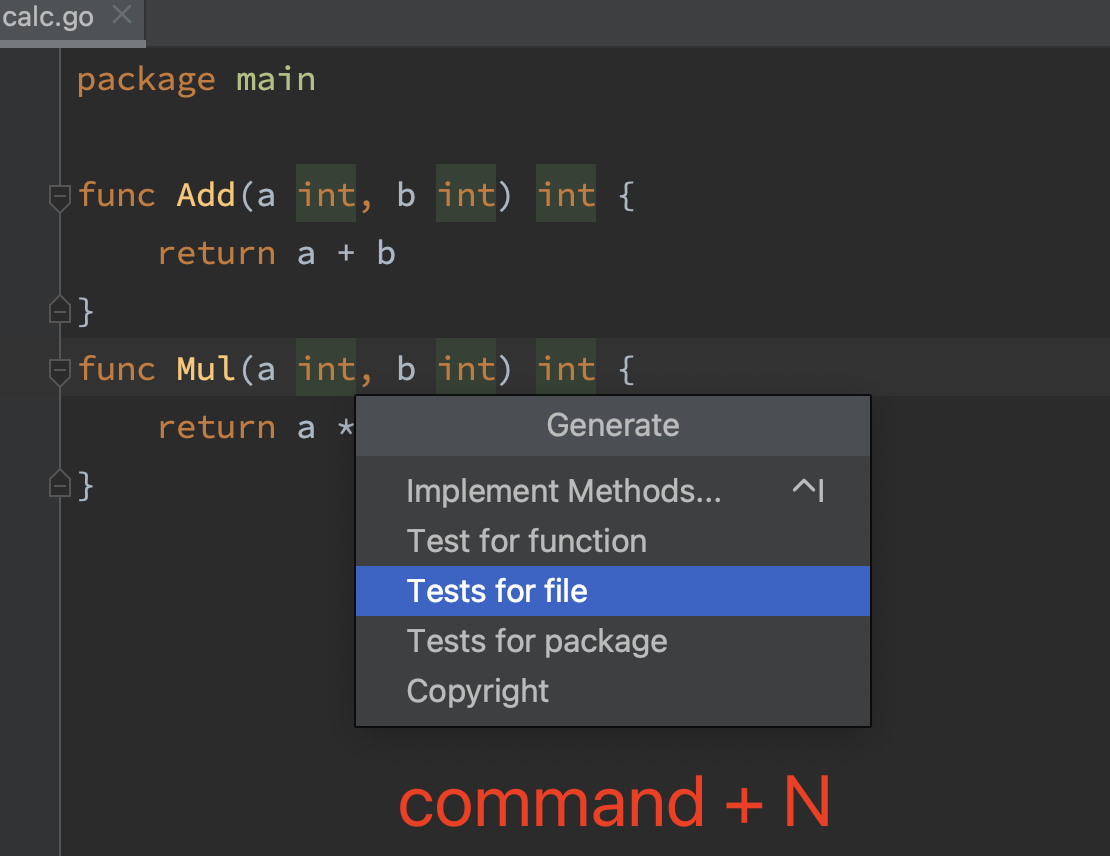 calc.go
package main
func Add(a int, b int) int {
return a + b
}
func Mul(a int, b int) int {
return a *
}
Generate
Implement Methods... ^I
Test for function
Tests for file
Tests for package
Copyright
command + N